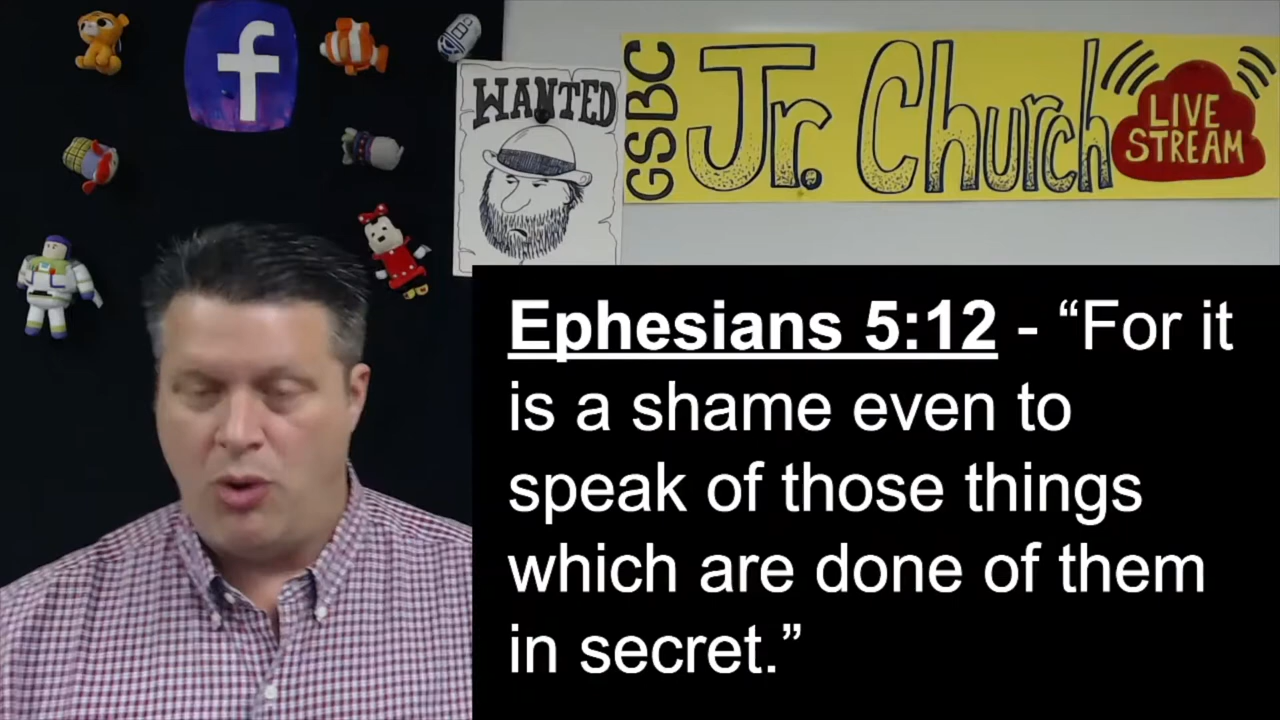 f
WANTED
GSBC
Jr. Church
LIVE
STREAM
Ephesians 5:12 - “For it
is a shame even to
speak of those things
which are done of them
in secret.”